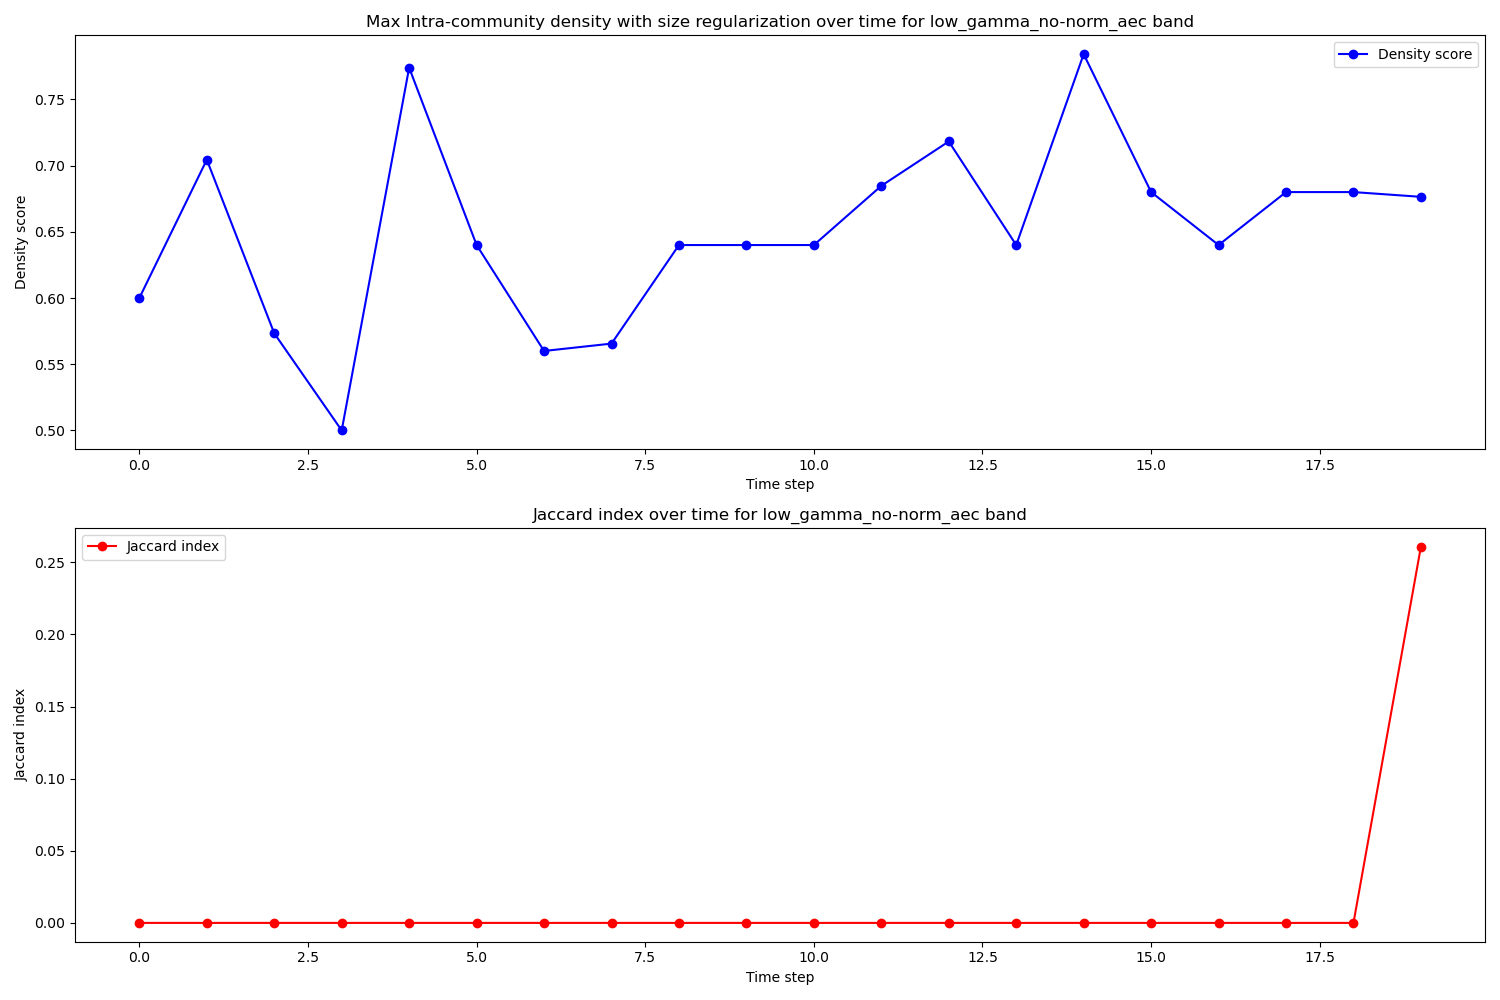 Max Intra-community density with size regularization over time for low_gamma_no-norm_aec band
Density score
0.75
0.70
0.65
0.60
0.55
0.50
Density score
0.0 2.5 5.0 7.5 10.0 12.5 15.0 17.5
Time step
Jaccard index over time for low_gamma_no-norm_aec band
Jaccard index
0.25
0.20
0.15
0.10
0.05
0.00
Jaccard index
0.0 2.5 5.0 7.5 10.0 12.5 15.0 17.5
Time step